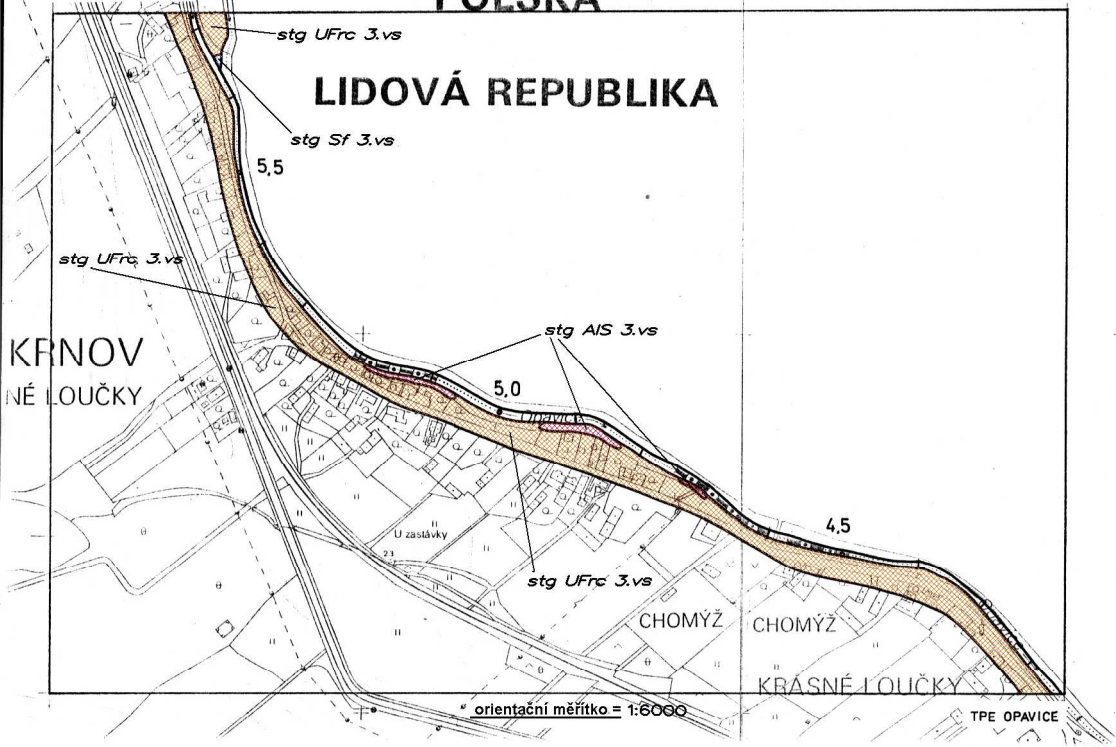 POLSKÁ
stg UFrc 3.vs
LIDOVÁ REPUBLIKA
stg Sf 3.vs
5,5
stg UFrc 3.vs
stg AIS 3.vs
KRNOV
NÉ LOUČKY
5,0
Opavice
4,5
U zastávky
23
stg UFrc 3.vs
CHOMÝŽ
CHOMÝŽ
KRÁSNÉ LOUČKY
orientační měřítko = 1:6000
TPE OPAVICE